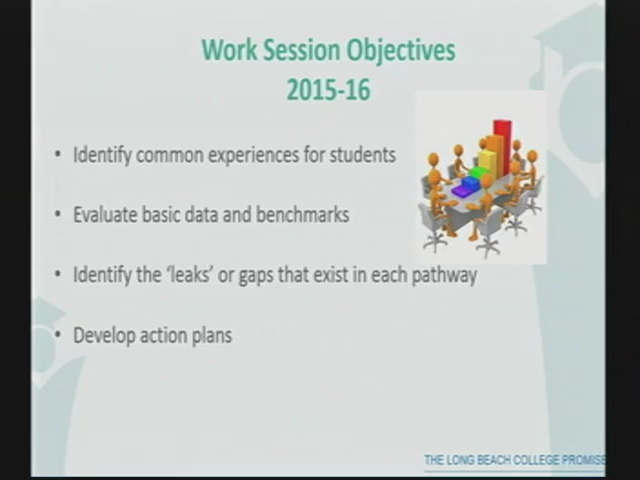 Work Session Objectives
2015-16
• Identify common experiences for students
• Evaluate basic data and benchmarks
• Identify the ‘leaks’ or gaps that exist in each pathway
• Develop action plans
THE LONG BEACH COLLEGE PROMISE